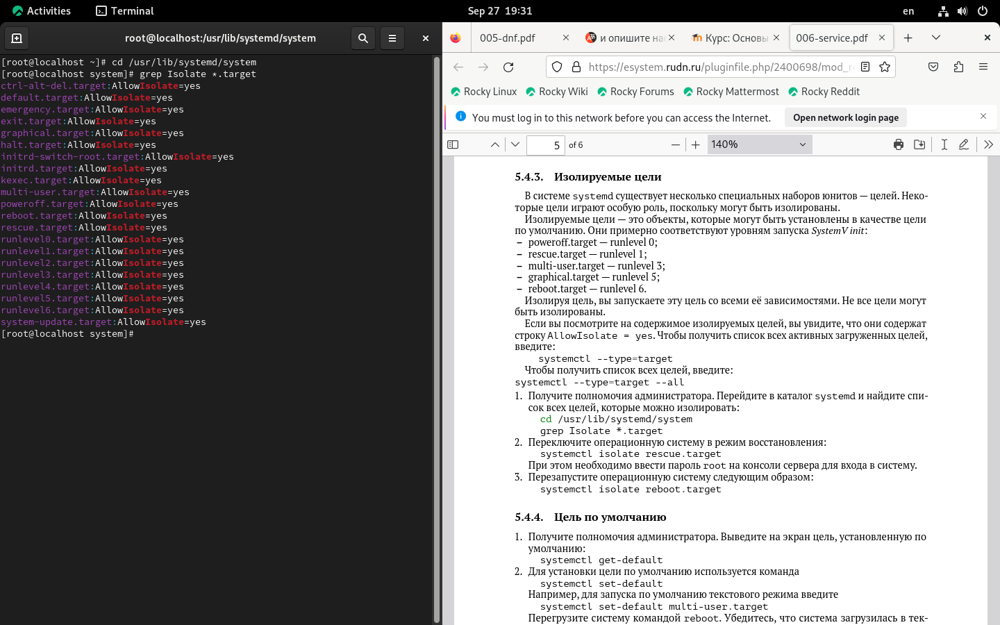 Activities Terminal Sep 27 19:31 en
root@localhost:/usr/lib/systemd/system
[root@localhost ~]# cd /usr/lib/systemd/system
[root@localhost system]# grep Isolate *.target
ctrl-alt-del.target:AllowIsolate=yes
default.target:AllowIsolate=yes
emergency.target:AllowIsolate=yes
exit.target:AllowIsolate=yes
graphical.target:AllowIsolate=yes
halt.target:AllowIsolate=yes
initrd-switch-root.target:AllowIsolate=yes
initrd.target:AllowIsolate=yes
kexec.target:AllowIsolate=yes
multi-user.target:AllowIsolate=yes
poweroff.target:AllowIsolate=yes
reboot.target:AllowIsolate=yes
rescue.target:AllowIsolate=yes
runlevel0.target:AllowIsolate=yes
runlevel1.target:AllowIsolate=yes
runlevel2.target:AllowIsolate=yes
runlevel3.target:AllowIsolate=yes
runlevel4.target:AllowIsolate=yes
runlevel5.target:AllowIsolate=yes
runlevel6.target:AllowIsolate=yes
system-update.target:AllowIsolate=yes
[root@localhost system]#
005-dnf.pdf и опишите на Курс: Основы 006-service.pdf
https://esystem.rudn.ru/pluginfile.php/2400698/mod_r
Rocky Linux Rocky Wiki Rocky Forums Rocky Mattermost Rocky Reddit
You must log in to this network before you can access the Internet. Open network login page
5 of 6 140%
5.4.3. Изолируемые цели
В системе systemd существует несколько специальных наборов юнитов — целей. Неко-
торые цели играют особую роль, поскольку могут быть изолированы.
Изолируемые цели — это объекты, которые могут быть установлены в качестве цели
по умолчанию. Они примерно соответствуют уровням запуска SystemV init:
– poweroff.target — runlevel 0;
– rescue.target — runlevel 1;
– multi-user.target — runlevel 3;
– graphical.target — runlevel 5;
– reboot.target — runlevel 6.
Изолируя цель, вы запускаете эту цель со всеми её зависимостями. Не все цели могут
быть изолированы.
Если вы посмотрите на содержимое изолируемых целей, вы увидите, что они содержат
строку AllowIsolate = yes. Чтобы получить список всех активных загруженных целей,
введите:
systemctl --type=target
Чтобы получить список всех целей, введите:
systemctl --type=target --all
1. Получите полномочия администратора. Перейдите в каталог systemd и найдите спи-
сок всех целей, которые можно изолировать:
cd /usr/lib/systemd/system
grep Isolate *.target
2. Переключите операционную систему в режим восстановления:
systemctl isolate rescue.target
При этом необходимо ввести пароль root на консоли сервера для входа в систему.
3. Перезапустите операционную систему следующим образом:
systemctl isolate reboot.target
5.4.4. Цель по умолчанию
1. Получите полномочия администратора. Выведите на экран цель, установленную по
умолчанию:
systemctl get-default
2. Для установки цели по умолчанию используется команда
systemctl set-default
Например, для запуска по умолчанию текстового режима введите
systemctl set-default multi-user.target
Перегрузите систему командой reboot. Убедитесь, что система загрузилась в тек-